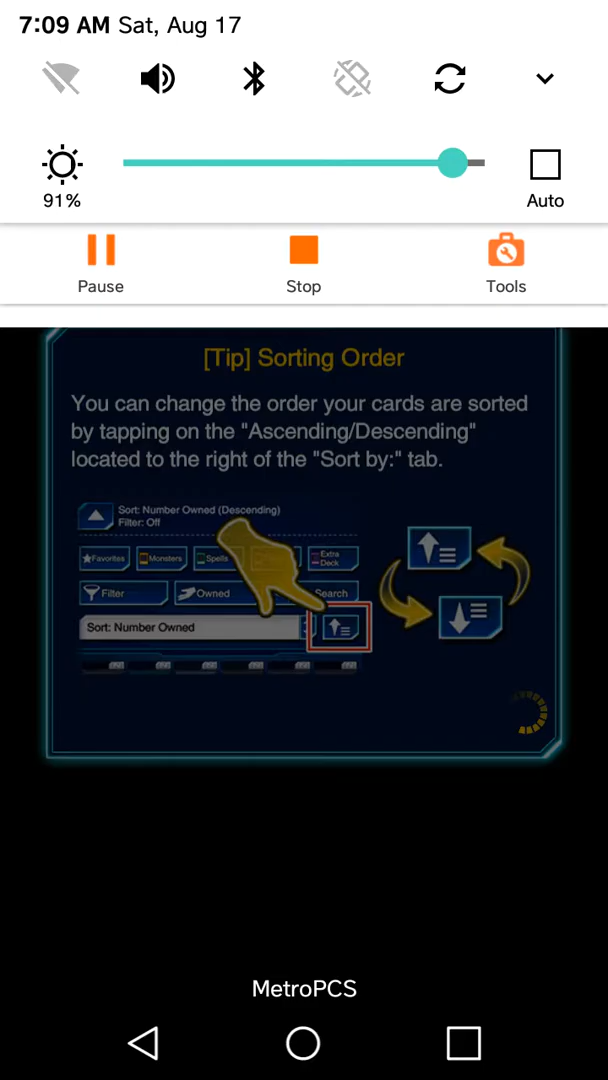 7:09 AM Sat, Aug 17
91%
Auto
Pause
Stop
Tools
[Tip] Sorting Order
You can change the order your cards are sorted
by tapping on the "Ascending/Descending"
located to the right of the "Sort by:" tab.
Sort: Number Owned (Descending)
Filter: Off
Favorites
Monsters
Spells
Extra
Deck
Filter
Owned
Search
Sort: Number Owned
MetroPCS